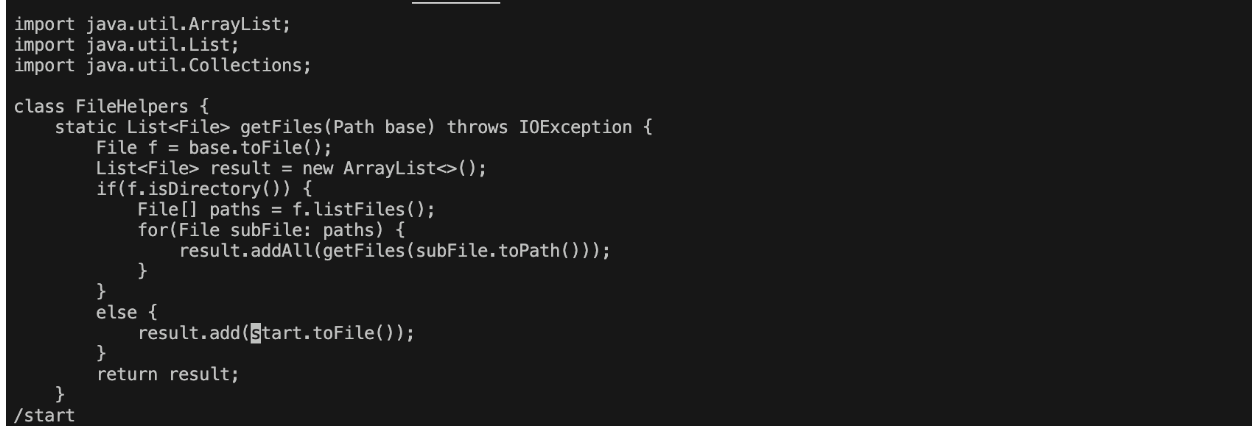 import java.util.ArrayList;
import java.util.List;
import java.util.Collections;

class FileHelpers {
    static List<File> getFiles(Path base) throws IOException {
        File f = base.toFile();
        List<File> result = new ArrayList<>();
        if(f.isDirectory()) {
            File[] paths = f.listFiles();
            for(File subFile: paths) {
                result.addAll(getFiles(subFile.toPath()));
            }
        }
        else {
            result.add(start.toFile());
        }
        return result;
    }
/start